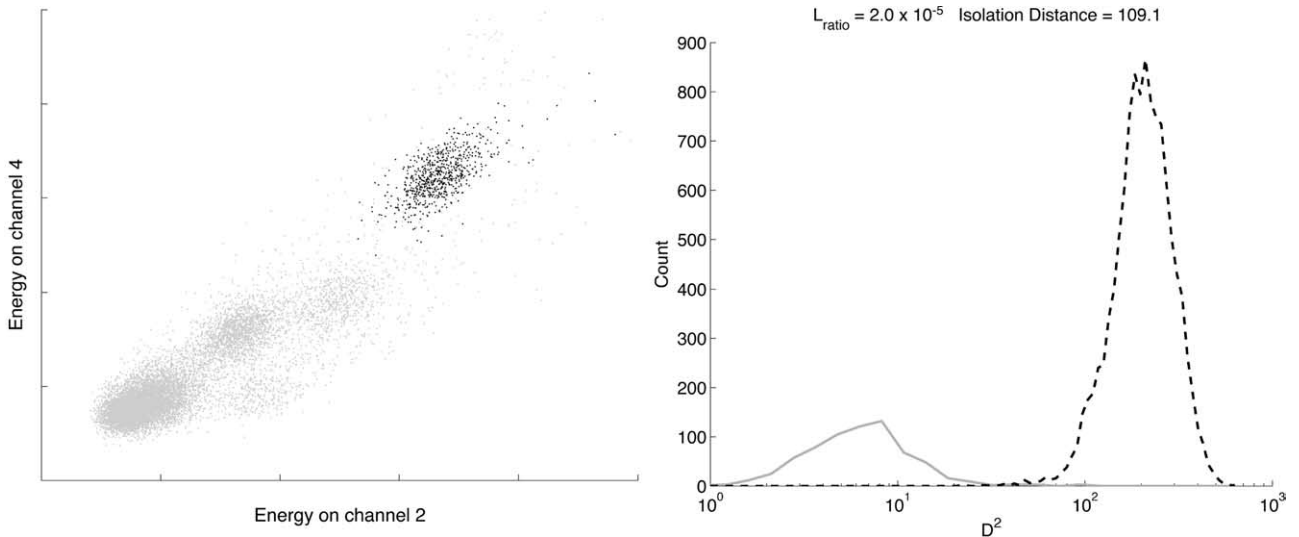 Energy on channel 4
Energy on channel 2
L_ratio = 2.0 x 10^-5 Isolation Distance = 109.1
Count
900
800
700
600
500
400
300
200
100
0
10^0
10^1
10^2
10^3
D^2